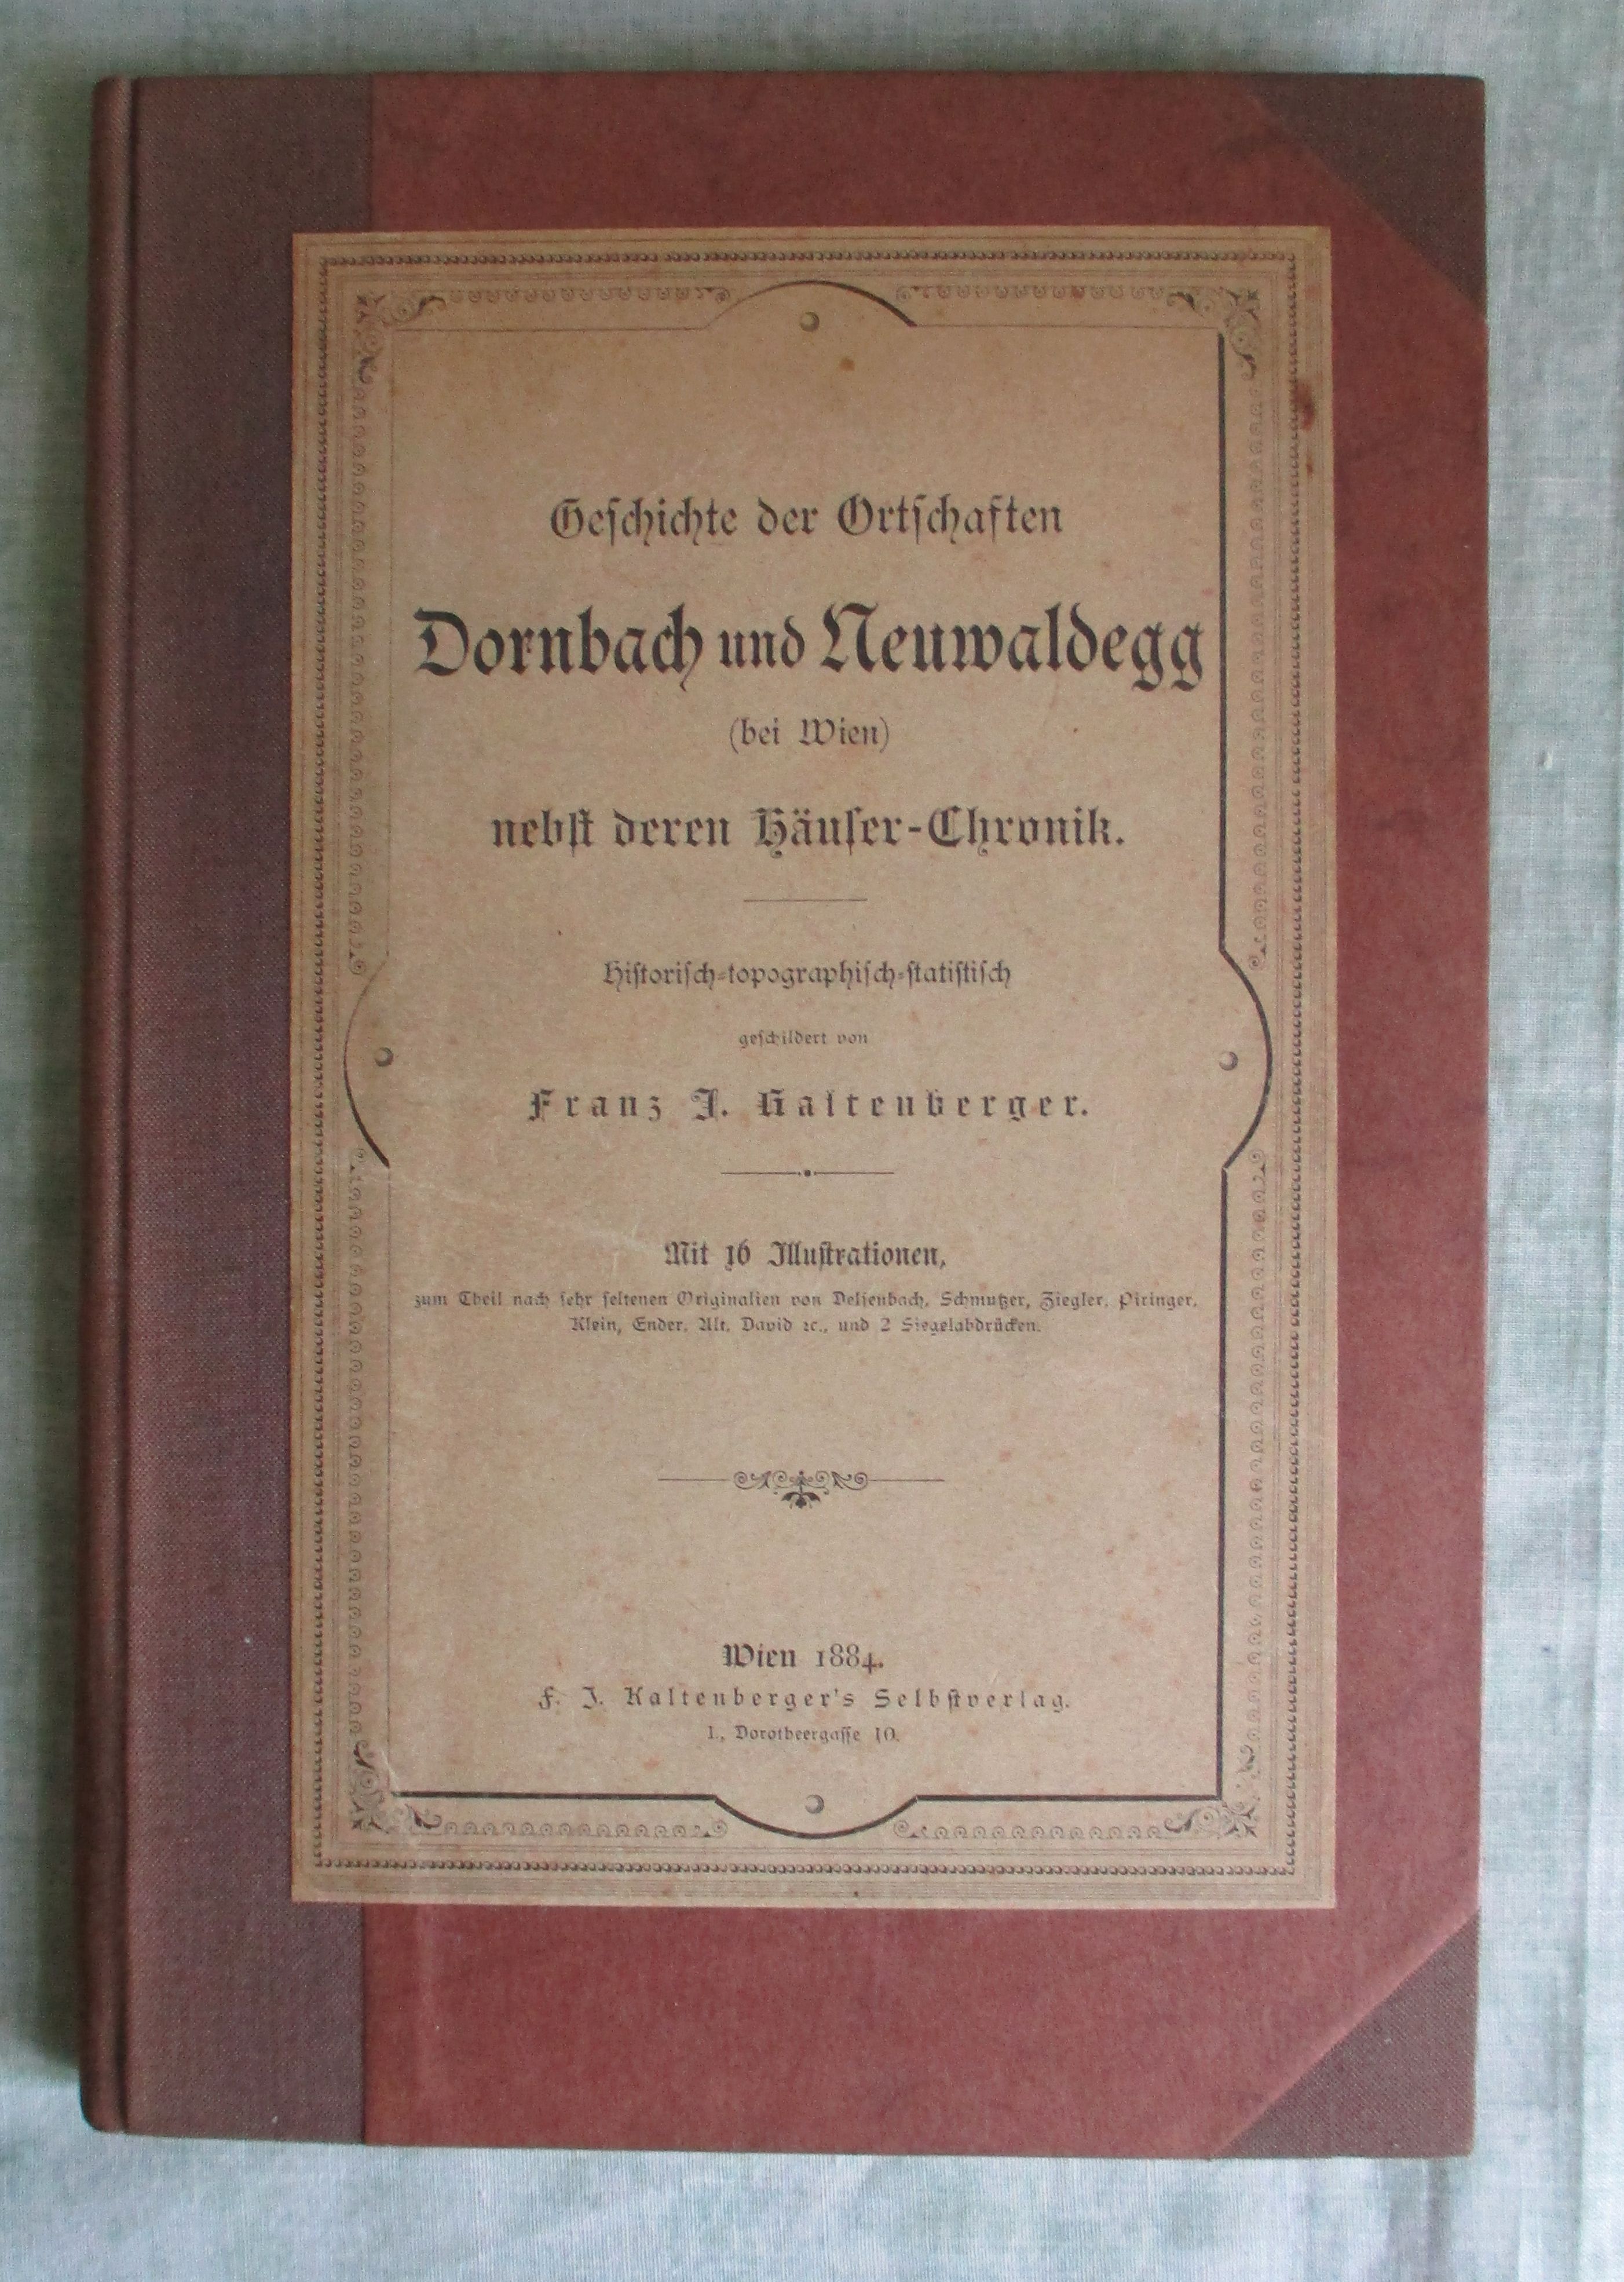 Geſchichte der Ortſchaften
Dornbach und Neuwaldegg
(bei Wien)
nebſt deren Häuſer-Chronik.
Hiſtoriſch-topographiſch-ſtatiſtiſch
geſchildert von
Franz J. Kaltenberger.
Mit 16 Illuſtrationen,
zum Theil nach ſehr ſeltenen Originalien von Delſenbach, Schmutzer, Ziegler, Piringer,
Klein, Ender, Alt, David ꝛc., und 2 Siegelabdrücken.
Wien 1884.
F. J. Kaltenberger's Selbſtverlag.
I., Dorotheergaſſe 10.